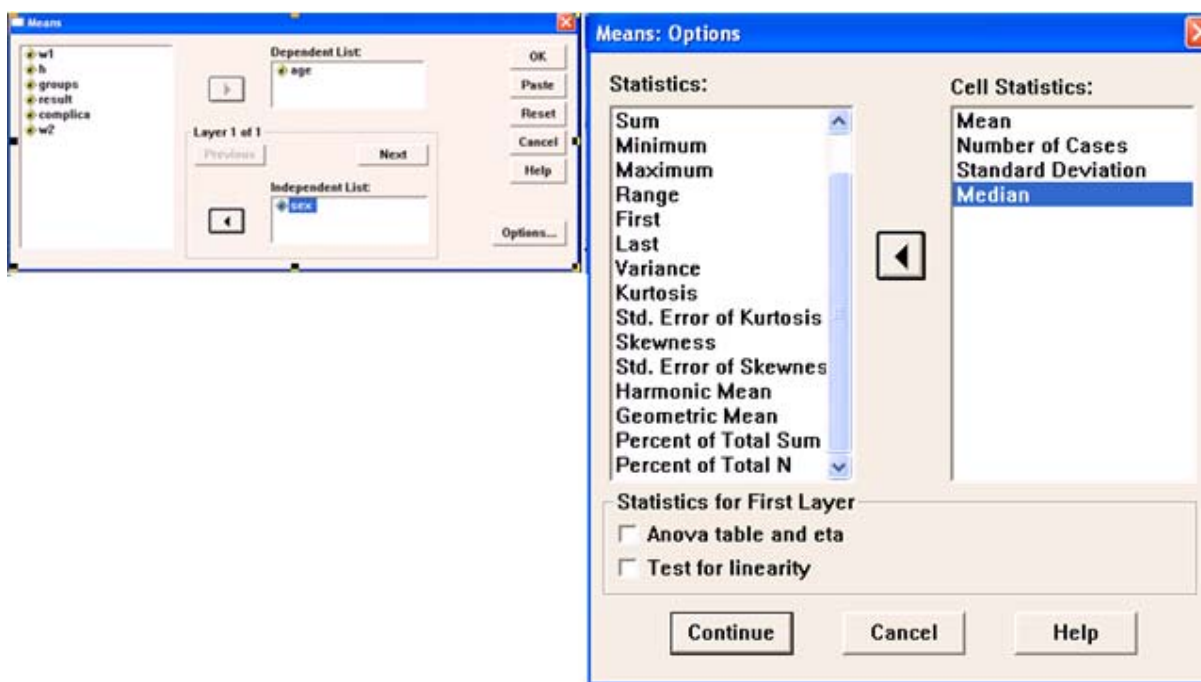 Means
w1
h
groups
result
complica
w2
Dependent List:
age
Layer 1 of 1
Previous
Next
Independent List:
sex
OK
Paste
Reset
Cancel
Help
Options...
Means: Options
Statistics:
Sum
Minimum
Maximum
Range
First
Last
Variance
Kurtosis
Std. Error of Kurtosis
Skewness
Std. Error of Skewnes
Harmonic Mean
Geometric Mean
Percent of Total Sum
Percent of Total N
Cell Statistics:
Mean
Number of Cases
Standard Deviation
Median
Statistics for First Layer
Anova table and eta
Test for linearity
Continue
Cancel
Help